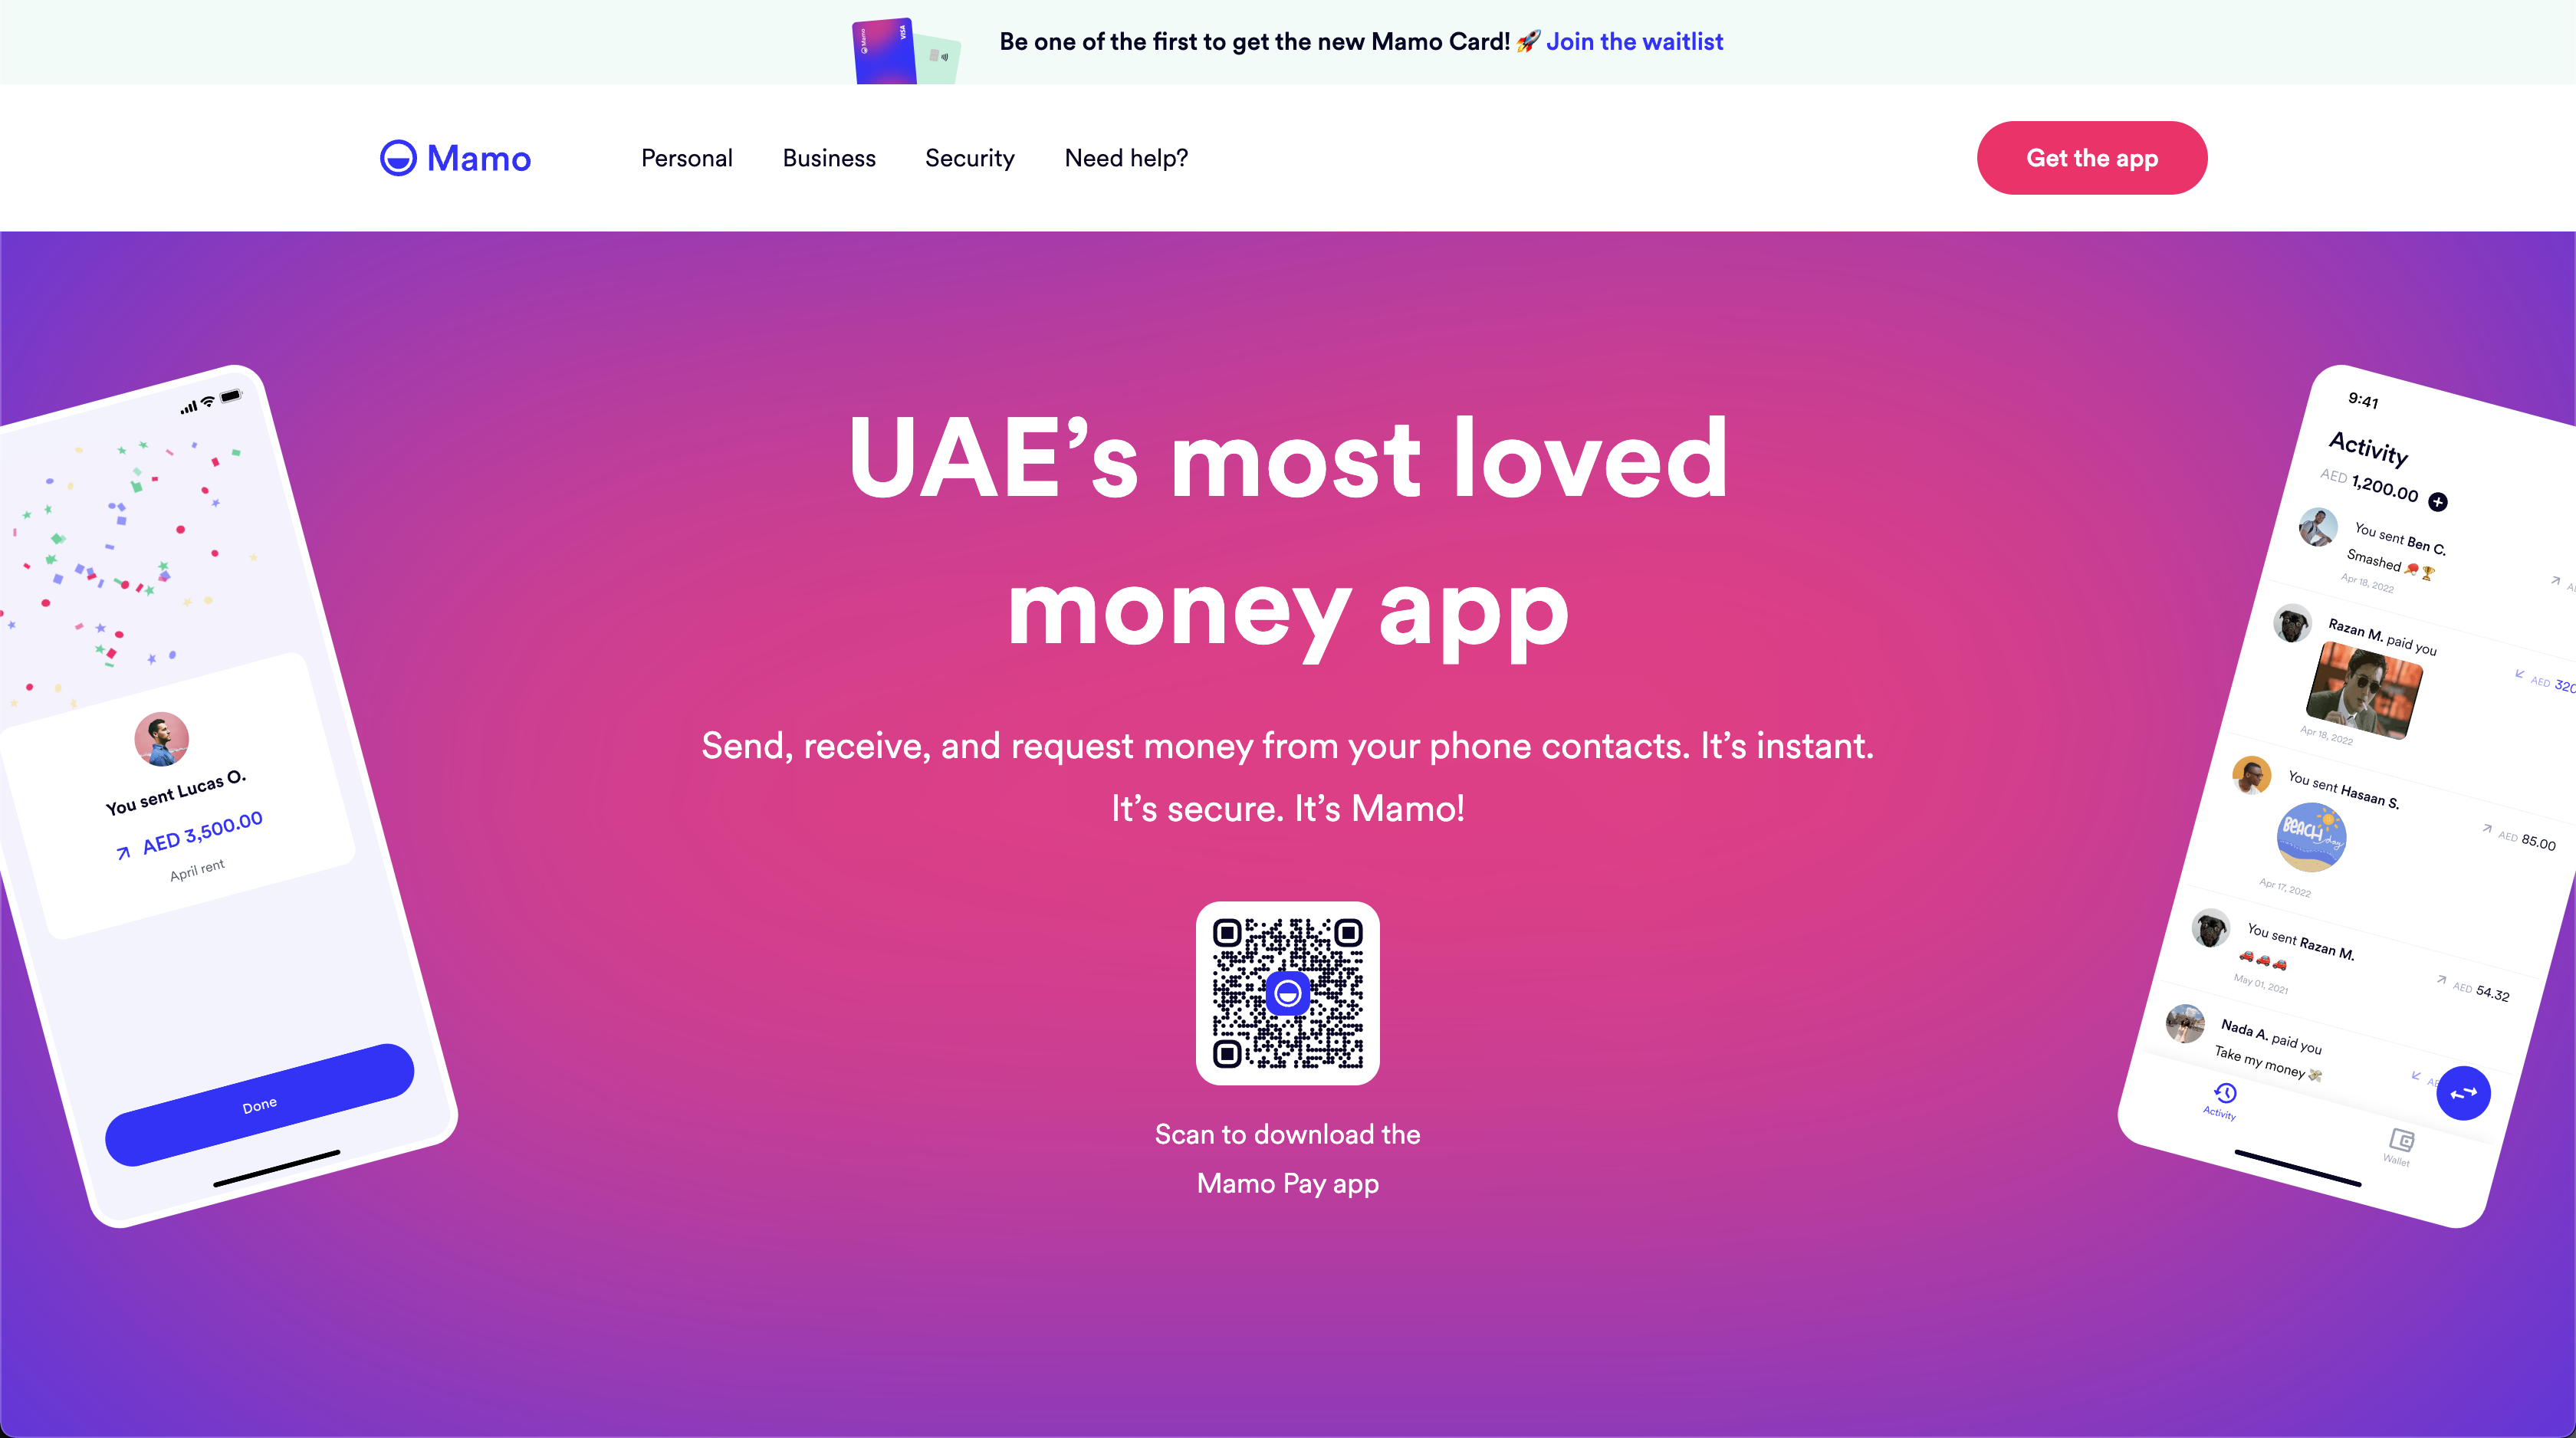 Mamo
VISA
Be one of the first to get the new Mamo Card! 🚀 Join the waitlist
Mamo
Personal
Business
Security
Need help?
Get the app
UAE’s most loved
money app
Send, receive, and request money from your phone contacts. It’s instant.
It’s secure. It’s Mamo!
Scan to download the
Mamo Pay app
You sent Lucas O.
AED 3,500.00
April rent
Done
9:41
Activity
AED 1,200.00
You sent Ben C.
Smashed 🏓🏆
Apr 18, 2022
Razan M. paid you
AED 320
Apr 18, 2022
You sent Hasaan S.
AED 85.00
BEACH day
Apr 17, 2022
You sent Razan M.
🚗🚗🚗
AED 54.32
May 01, 2021
Nada A. paid you
Take my money 💸
Activity
Wallet